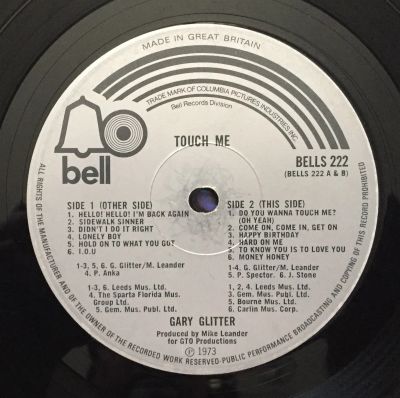 MADE IN GREAT BRITAIN
TRADE MARK OF COLUMBIA PICTURES INDUSTRIES INC.
Bell Records Division
bell
TOUCH ME
BELLS 222
(BELLS 222 A & B)
SIDE 1 (OTHER SIDE)
1. HELLO! HELLO! I'M BACK AGAIN
2. SIDEWALK SINNER
3. DIDN'T I DO IT RIGHT
4. LONELY BOY
5. HOLD ON TO WHAT YOU GOT
6. I.O.U
1-3, 5, 6. G. Glitter/M. Leander
4. P. Anka
1-3, 6. Leeds Mus. Ltd.
4. The Sparta Florida Mus. Group Ltd.
5. Gem. Mus. Publ. Ltd.
SIDE 2 (THIS SIDE)
1. DO YOU WANNA TOUCH ME?
(OH YEAH)
2. COME ON, COME IN, GET ON
3. HAPPY BIRTHDAY
4. HARD ON ME
5. TO KNOW YOU IS TO LOVE YOU
6. MONEY HONEY
1-4. G. Glitter/M. Leander
5. P. Spector. 6. J. Stone
1, 2, 4. Leeds Mus. Ltd.
3. Gem. Mus. Publ. Ltd.
5. Bourne Mus. Ltd.
6. Carlin Mus. Corp.
GARY GLITTER
Produced by Mike Leander
for GTO Productions
Ⓟ 1973
ALL RIGHTS OF THE MANUFACTURER AND OF THE OWNER OF THE RECORDED WORK RESERVED-PUBLIC PERFORMANCE BROADCASTING AND COPYING OF THIS RECORD PROHIBITED